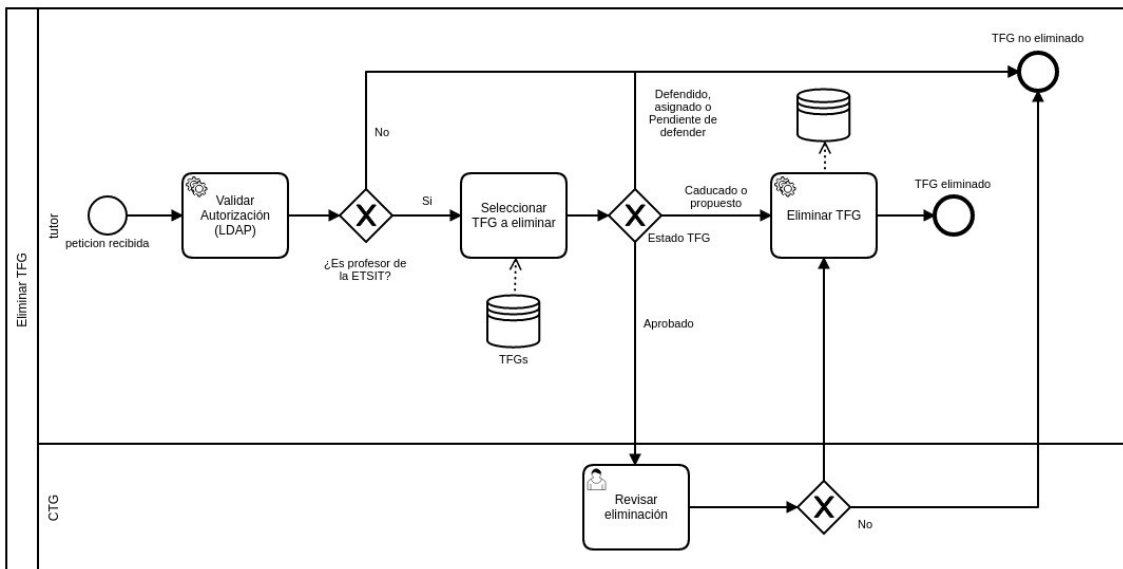 Eliminar TFG
tutor
CTG
peticion recibida
Validar
Autorización
(LDAP)
¿Es profesor de
la ETSIT?
No
Si
Seleccionar
TFG a eliminar
TFGs
Estado TFG
Defendido,
asignado o
Pendiente de
defender
Caducado o
propuesto
Aprobado
Eliminar TFG
TFG eliminado
TFG no eliminado
Revisar
eliminación
No